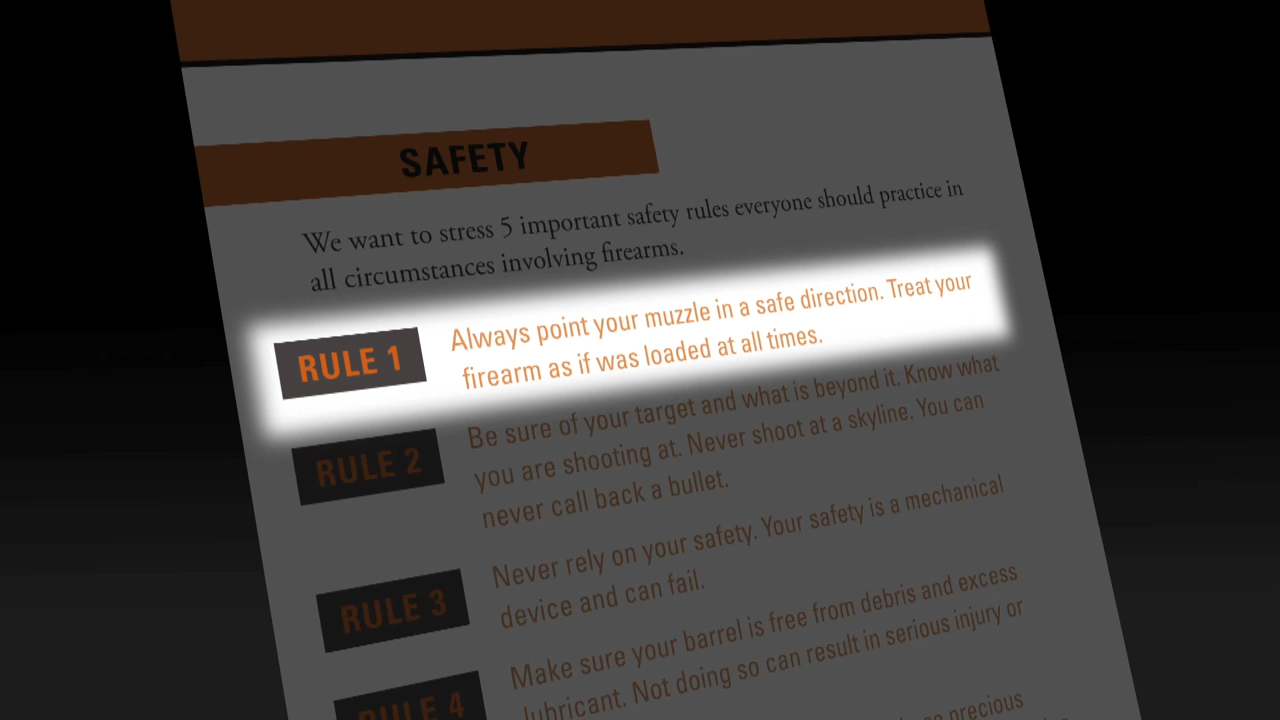 SAFETY
We want to stress 5 important safety rules everyone should practice in
all circumstances involving firearms.
RULE 1
Always point your muzzle in a safe direction. Treat your
firearm as if was loaded at all times.
RULE 2
Be sure of your target and what is beyond it. Know what
you are shooting at. Never shoot at a skyline. You can
never call back a bullet.
RULE 3
Never rely on your safety. Your safety is a mechanical
device and can fail.
RULE 4
Make sure your barrel is free from debris and excess
lubricant. Not doing so can result in serious injury or
precious